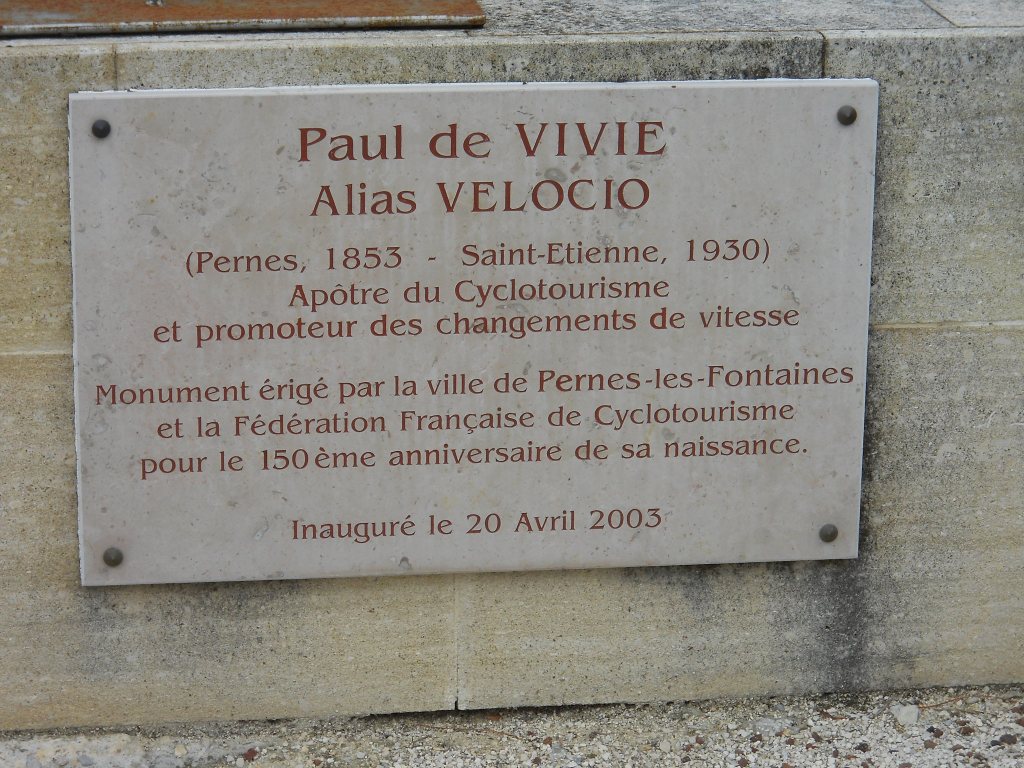 Paul de VIVIE
Alias VELOCIO
(Pernes, 1853 - Saint-Etienne, 1930)
Apôtre du Cyclotourisme
et promoteur des changements de vitesse
Monument érigé par la ville de Pernes-les-Fontaines
et la Fédération Française de Cyclotourisme
pour le 150ème anniversaire de sa naissance.
Inauguré le 20 Avril 2003